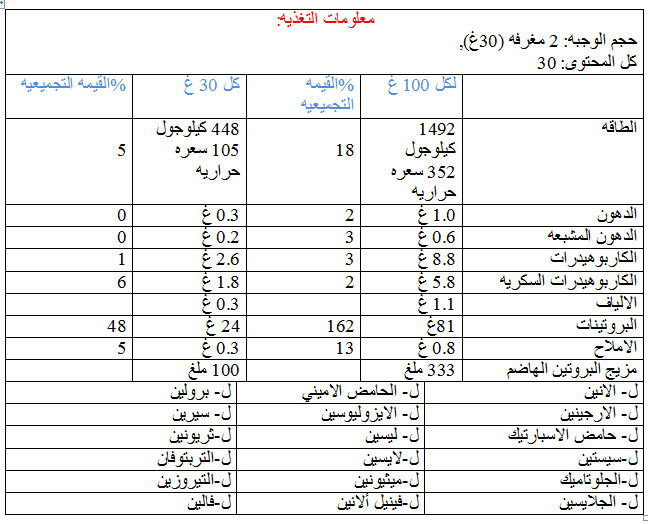 معلومات التغذيه:
حجم الوجبه: 2 مغرفه (30غ),
كل المحتوى: 30
لكل 100 غ %القيمه التجميعيه كل 30 غ %القيمه التجميعيه
الطاقه 1492 كيلوجول 352 سعره حراريه 18 448 كيلوجول 105 سعره حراريه 5
الدهون 1.0 غ 2 0.3 غ 0
الدهون المشبعه 0.6 غ 3 0.2 غ 0
الكاربوهيدرات 8.8 غ 3 2.6 غ 1
الكاربوهيدرات السكريه 5.8 غ 2 1.8 غ 6
الالياف 1.1 غ 0.3 غ
البروتينات 81غ 162 24 غ 48
الاملاح 0.8 غ 13 0.3 غ 5
مزيج البروتين الهاضم 333 ملغ 100 ملغ
ل- الانين ل- الحامض الاميني ل- برولين
ل- الارجينين ل- الايزوليوسين ل- سيرين
ل- حامض الاسبارتيك ل- ليسين ل-ثريونين
ل-سيستين ل-لايسين ل-التربتوفان
ل-الجلوتاميك ل-ميثيونين ل-التيروزين
ل- الجلايسين ل-فينيل ألانين ل-فالين